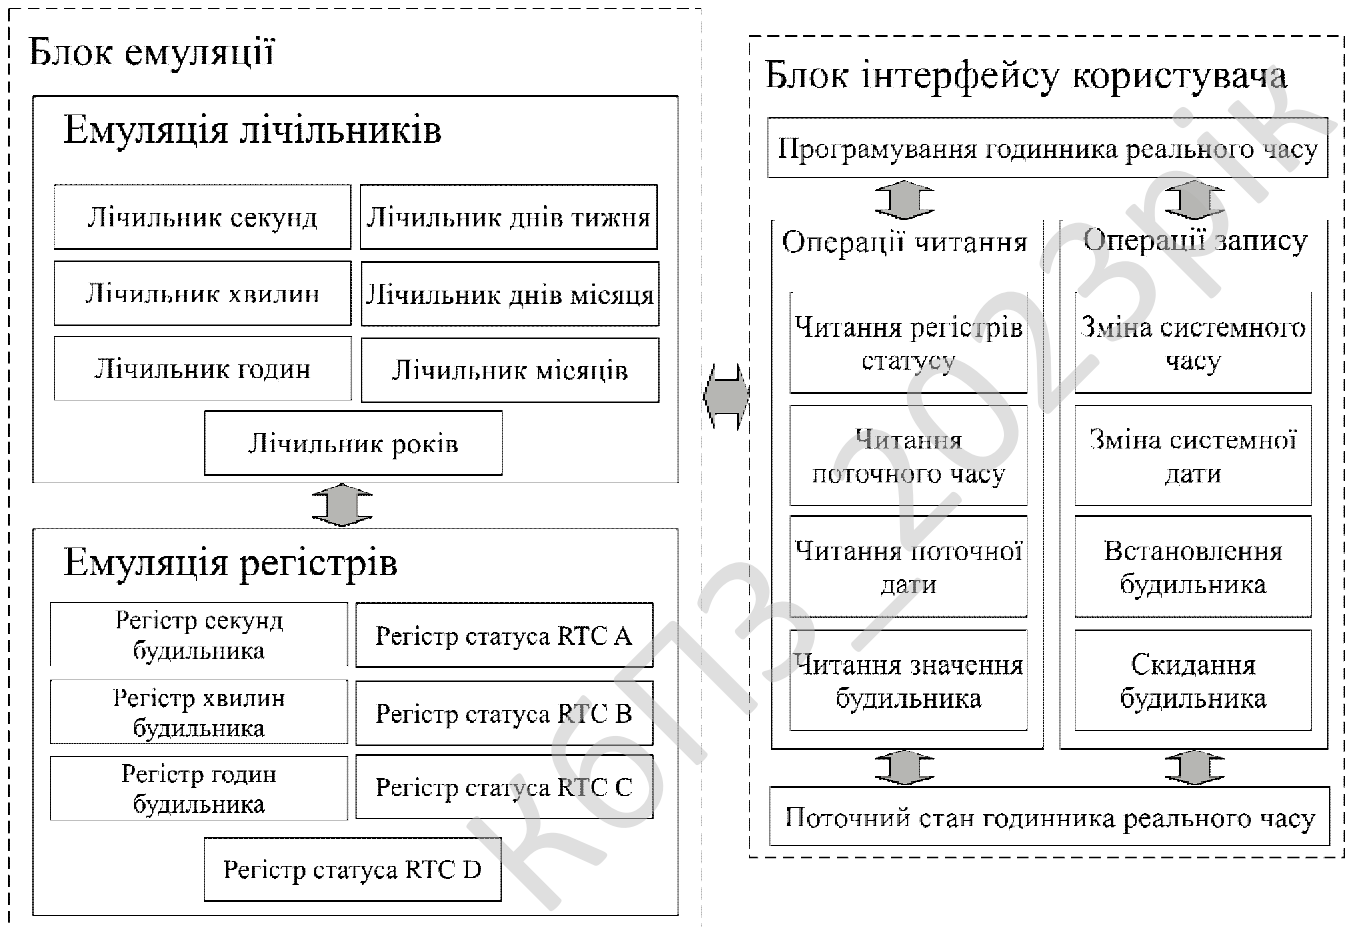 Блок емуляції
Емуляція лічільників
Лічильник секунд
Лічильник днів тижня
Лічильник хвилин
Лічильник днів місяця
Лічильник годин
Лічильник місяців
Лічильник років
Емуляція регістрів
Регістр секунд
будильника
Регістр статуса RTC A
Регістр хвилин
будильника
Регістр статуса RTC B
Регістр годин
будильника
Регістр статуса RTC C
Регістр статуса RTC D
Блок інтерфейсу користувача
Програмування годинника реального часу
Операції читання
Читання регістрів
статусу
Читання
поточного часу
Читання поточної
дати
Читання значення
будильника
Операції запису
Зміна системного
часу
Зміна системної
дати
Встановлення
будильника
Скидання
будильника
Поточний стан годинника реального часу
КбПЗ_2023рік